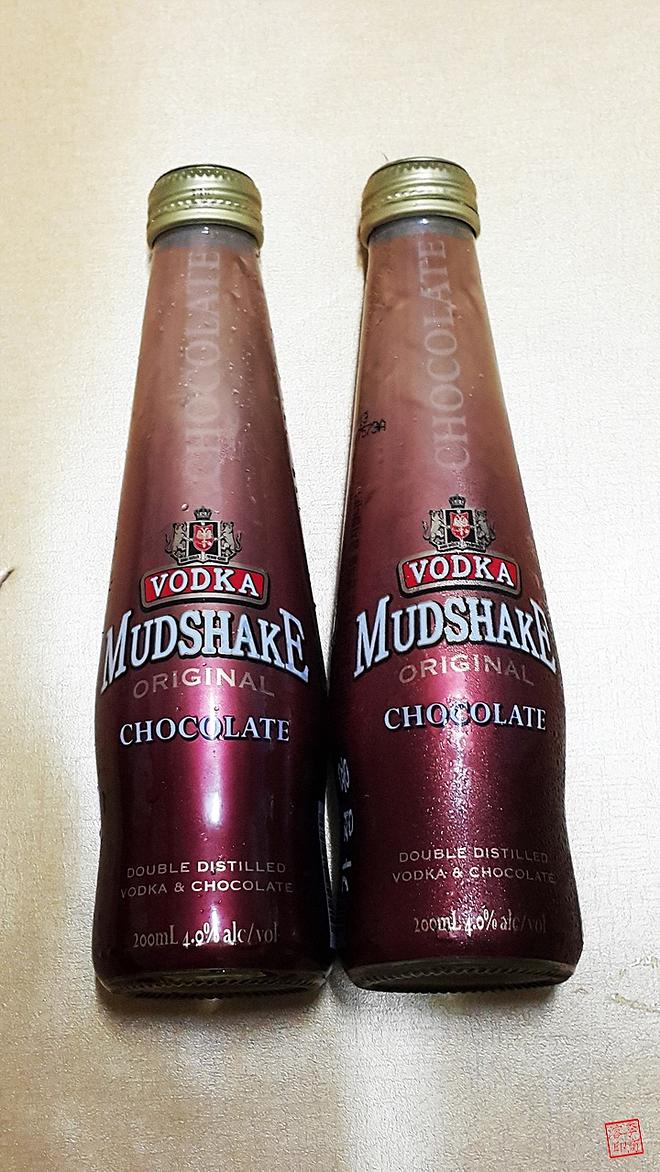 CHOCOLATE
VODKA
MUDSHAKE
ORIGINAL
CHOCOLATE
DOUBLE DISTILLED
VODKA & CHOCOLATE
200mL 4.0% alc/vol
CHOCOLATE
VODKA
MUDSHAKE
ORIGINAL
CHOCOLATE
DOUBLE DISTILLED
VODKA & CHOCOLATE
200mL 4.0% alc/vol